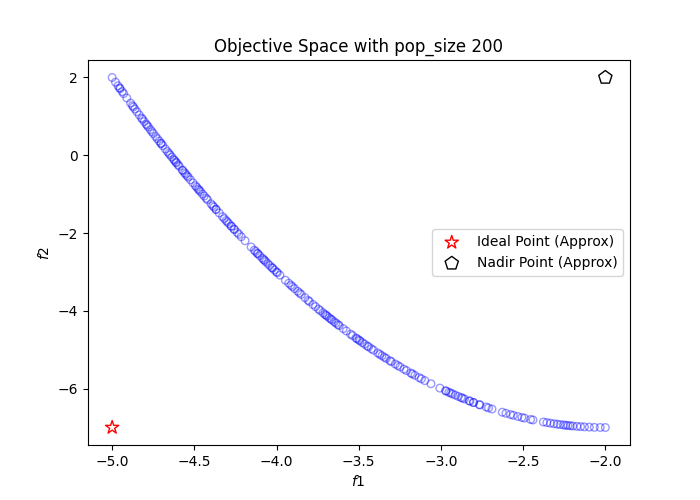 Objective Space with pop_size 200
2
0
−2
−4
−6
f2
Ideal Point (Approx)
Nadir Point (Approx)
−5.0 −4.5 −4.0 −3.5 −3.0 −2.5 −2.0
f1